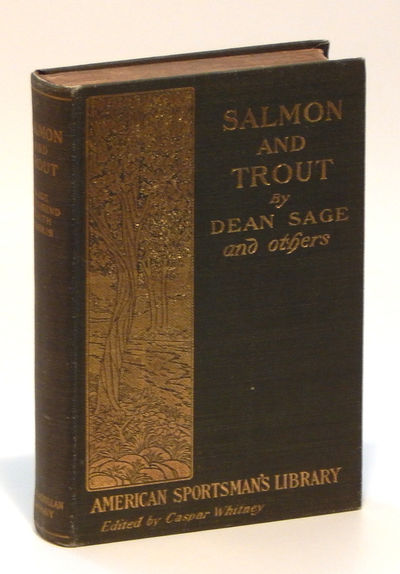 SALMON
AND
TROUT
By
DEAN SAGE
and others
AMERICAN SPORTSMAN'S LIBRARY
Edited by Caspar Whitney
SALMON
AND
TROUT